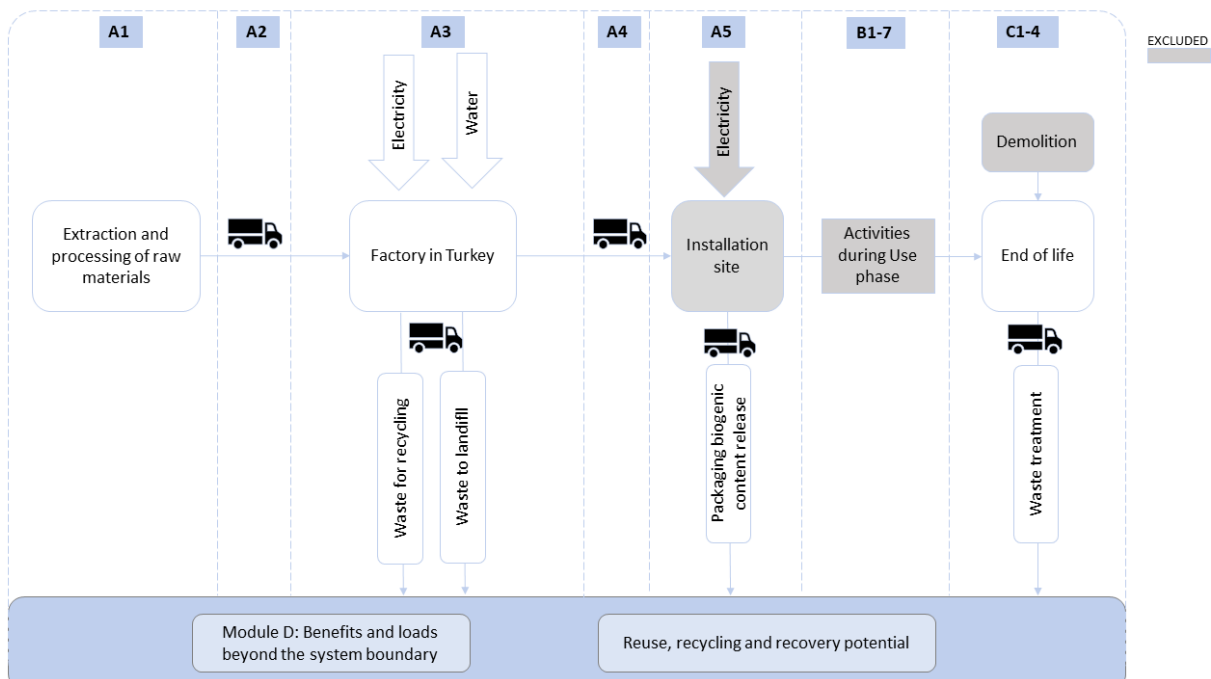 A1
A2
A3
A4
A5
B1-7
C1-4
EXCLUDED
Electricity
Water
Electricity
Demolition
Extraction and
processing of raw
materials
Factory in Turkey
Installation
site
Activities
during Use
phase
End of life
Waste for recycling
Waste to landfill
Packaging biogenic
content release
Waste treatment
Module D: Benefits and loads
beyond the system boundary
Reuse, recycling and recovery potential